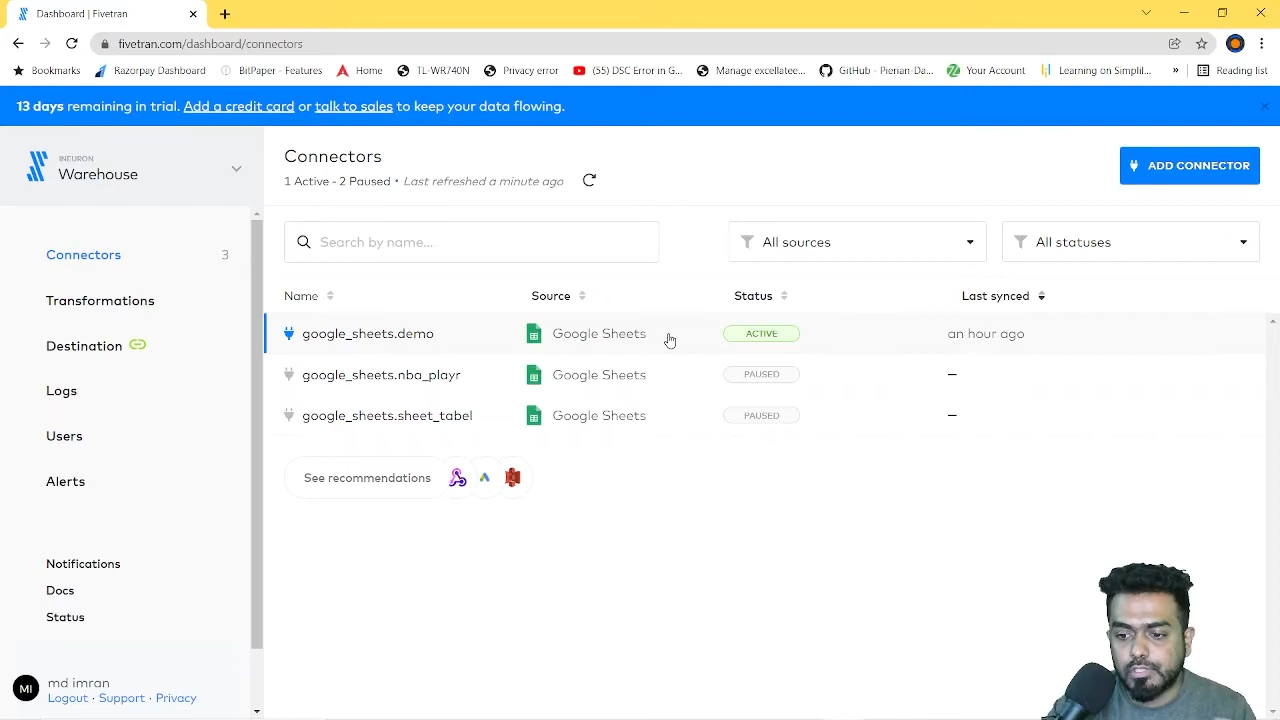 Dashboard | Fivetran
fivetran.com/dashboard/connectors
Bookmarks Razorpay Dashboard BitPaper - Features Home TL-WR740N Privacy error (55) DSC Error in G... Manage excellstee... GitHub - Pierian-Da... Your Account Learning on Simpli... » Reading list
13 days remaining in trial. Add a credit card or talk to sales to keep your data flowing.
INEURON
Warehouse
Connectors
1 Active - 2 Paused • Last refreshed a minute ago
ADD CONNECTOR
Search by name...
All sources
All statuses
Connectors 3
Transformations
Destination
Logs
Users
Alerts
Notifications
Docs
Status
MI
md imran
Logout · Support · Privacy
Name Source Status Last synced
google_sheets.demo Google Sheets ACTIVE an hour ago
google_sheets.nba_playr Google Sheets PAUSED –
google_sheets.sheet_tabel Google Sheets PAUSED –
See recommendations